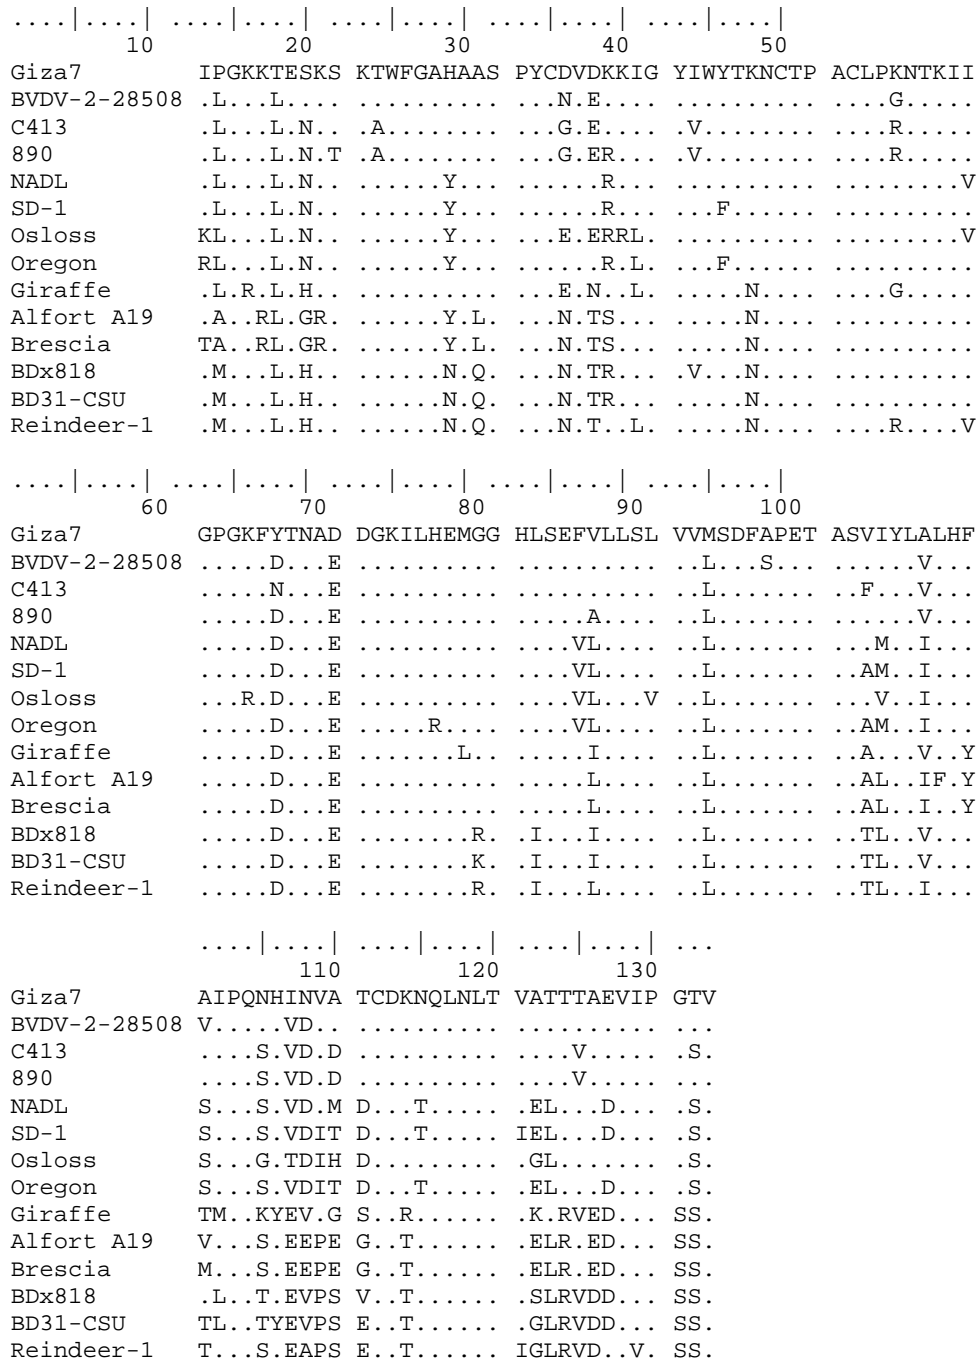 ....|....| ....|....| ....|....| ....|....| ....|....|
10 20 30 40 50
Giza7 IPGKKTESKS KTWFGAHAAS PYCDVDKKIG YIWYTKNCTP ACLPKNTKII
BVDV-2-28508 .L...L.... .......... ...N.E.... .......... ....G.....
C413 .L...L.N.. .A........ ...G.E.... .V........ ....R.....
890 .L...L.N.T .A........ ...G.ER... .V........ ....R.....
NADL .L...L.N.. ......Y... ......R... .......... .........V
SD-1 .L...L.N.. ......Y... ......R... ...F...... ..........
Osloss KL...L.N.. ......Y... ...E.ERRL. .......... .........V
Oregon RL...L.N.. ......Y... ......R.L. ...F...... ..........
Giraffe .L.R.L.H.. .......... ...E.N..L. .....N.... ....G.....
Alfort A19 .A..RL.GR. ......Y.L. ...N.TS... .....N.... ..........
Brescia TA..RL.GR. ......Y.L. ...N.TS... .....N.... ..........
BDx818 .M...L.H.. ......N.Q. ...N.TR... .V...N.... ..........
BD31-CSU .M...L.H.. ......N.Q. ...N.TR... .....N.... ..........
Reindeer-1 .M...L.H.. ......N.Q. ...N.T..L. .....N.... ....R....V
....|....| ....|....| ....|....| ....|....| ....|....|
60 70 80 90 100
Giza7 GPGKFYTNAD DGKILHEMGG HLSEFVLLSL VVMSDFAPET ASVIYLALHF
BVDV-2-28508 .....D...E .......... .......... ..L...S... ......V...
C413 .....N...E .......... .......... ..L....... ..F...V...
890 .....D...E .......... .....A.... ..L....... ......V...
NADL .....D...E .......... ....VL.... ..L....... ...M..I...
SD-1 .....D...E .......... ....VL.... ..L....... ..AM..I...
Osloss ...R.D...E .......... ....VL...V ..L....... ...V..I...
Oregon .....D...E ....R..... ....VL.... ..L....... ..AM..I...
Giraffe .....D...E ......L... .....I.... ..L....... ..A...V..Y
Alfort A19 .....D...E .......... .....L.... ..L....... ..AL..IF.Y
Brescia .....D...E .......... .....L.... ..L....... ..AL..I..Y
BDx818 .....D...E .......R. .I...I.... ..L....... ..TL..V...
BD31-CSU .....D...E .......K. .I...I.... ..L....... ..TL..V...
Reindeer-1 .....D...E .......R. .I...L.... ..L....... ..TL..I...
....|....| ....|....| ....|....| ...
110 120 130
Giza7 AIPQNHINVA TCDKNQLNLT VATTTAEVIP GTV
BVDV-2-28508 V.....VD.. .......... .......... ...
C413 ....S.VD.D .......... ....V..... .S.
890 ....S.VD.D .......... ....V..... ...
NADL S...S.VD.M D...T..... .EL...D... .S.
SD-1 S...S.VDIT D...T..... IEL...D... .S.
Osloss S...G.TDIH D......... .GL....... .S.
Oregon S...S.VDIT D...T..... .EL...D... .S.
Giraffe TM..KYEV.G S..R...... .K.RVED... SS.
Alfort A19 V...S.EEPE G..T...... .ELR.ED... SS.
Brescia M...S.EEPE G..T...... .ELR.ED... SS.
BDx818 .L..T.EVPS V..T...... .SLRVDD... SS.
BD31-CSU TL..TYEVPS E..T...... .GLRVDD... SS.
Reindeer-1 T...S.EAPS E..T...... IGLRVD..V. SS.